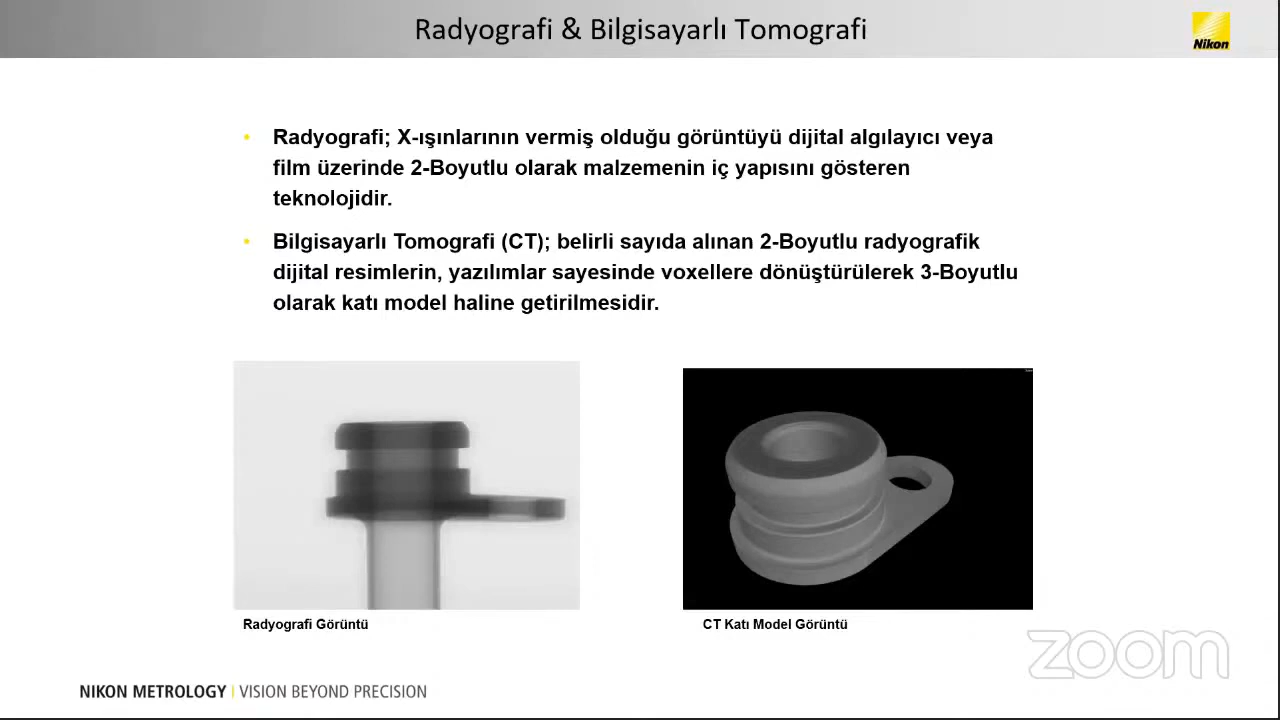 Radyografi & Bilgisayarlı Tomografi
Nikon
• Radyografi; X-ışınlarının vermiş olduğu görüntüyü dijital algılayıcı veya
film üzerinde 2-Boyutlu olarak malzemenin iç yapısını gösteren
teknolojidir.
• Bilgisayarlı Tomografi (CT); belirli sayıda alınan 2-Boyutlu radyografik
dijital resimlerin, yazılımlar sayesinde voxellere dönüştürülerek 3-Boyutlu
olarak katı model haline getirilmesidir.
Radyografi Görüntü
CT Katı Model Görüntü
zoom
NIKON METROLOGY | VISION BEYOND PRECISION